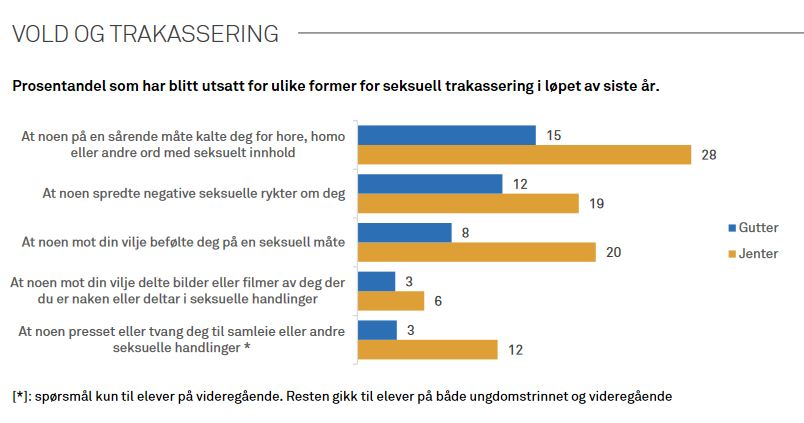 VOLD OG TRAKASSERING
Prosentandel som har blitt utsatt for ulike former for seksuell trakassering i løpet av siste år.
At noen på en sårende måte kalte deg for hore, homo
eller andre ord med seksuelt innhold
15
28
At noen spredte negative seksuelle rykter om deg
12
19
At noen mot din vilje befølte deg på en seksuell måte
8
20
At noen mot din vilje delte bilder eller filmer av deg der
du er naken eller deltar i seksuelle handlinger
3
6
At noen presset eller tvang deg til samleie eller andre
seksuelle handlinger *
3
12
Gutter
Jenter
[*]: spørsmål kun til elever på videregående. Resten gikk til elever på både ungdomstrinnet og videregående